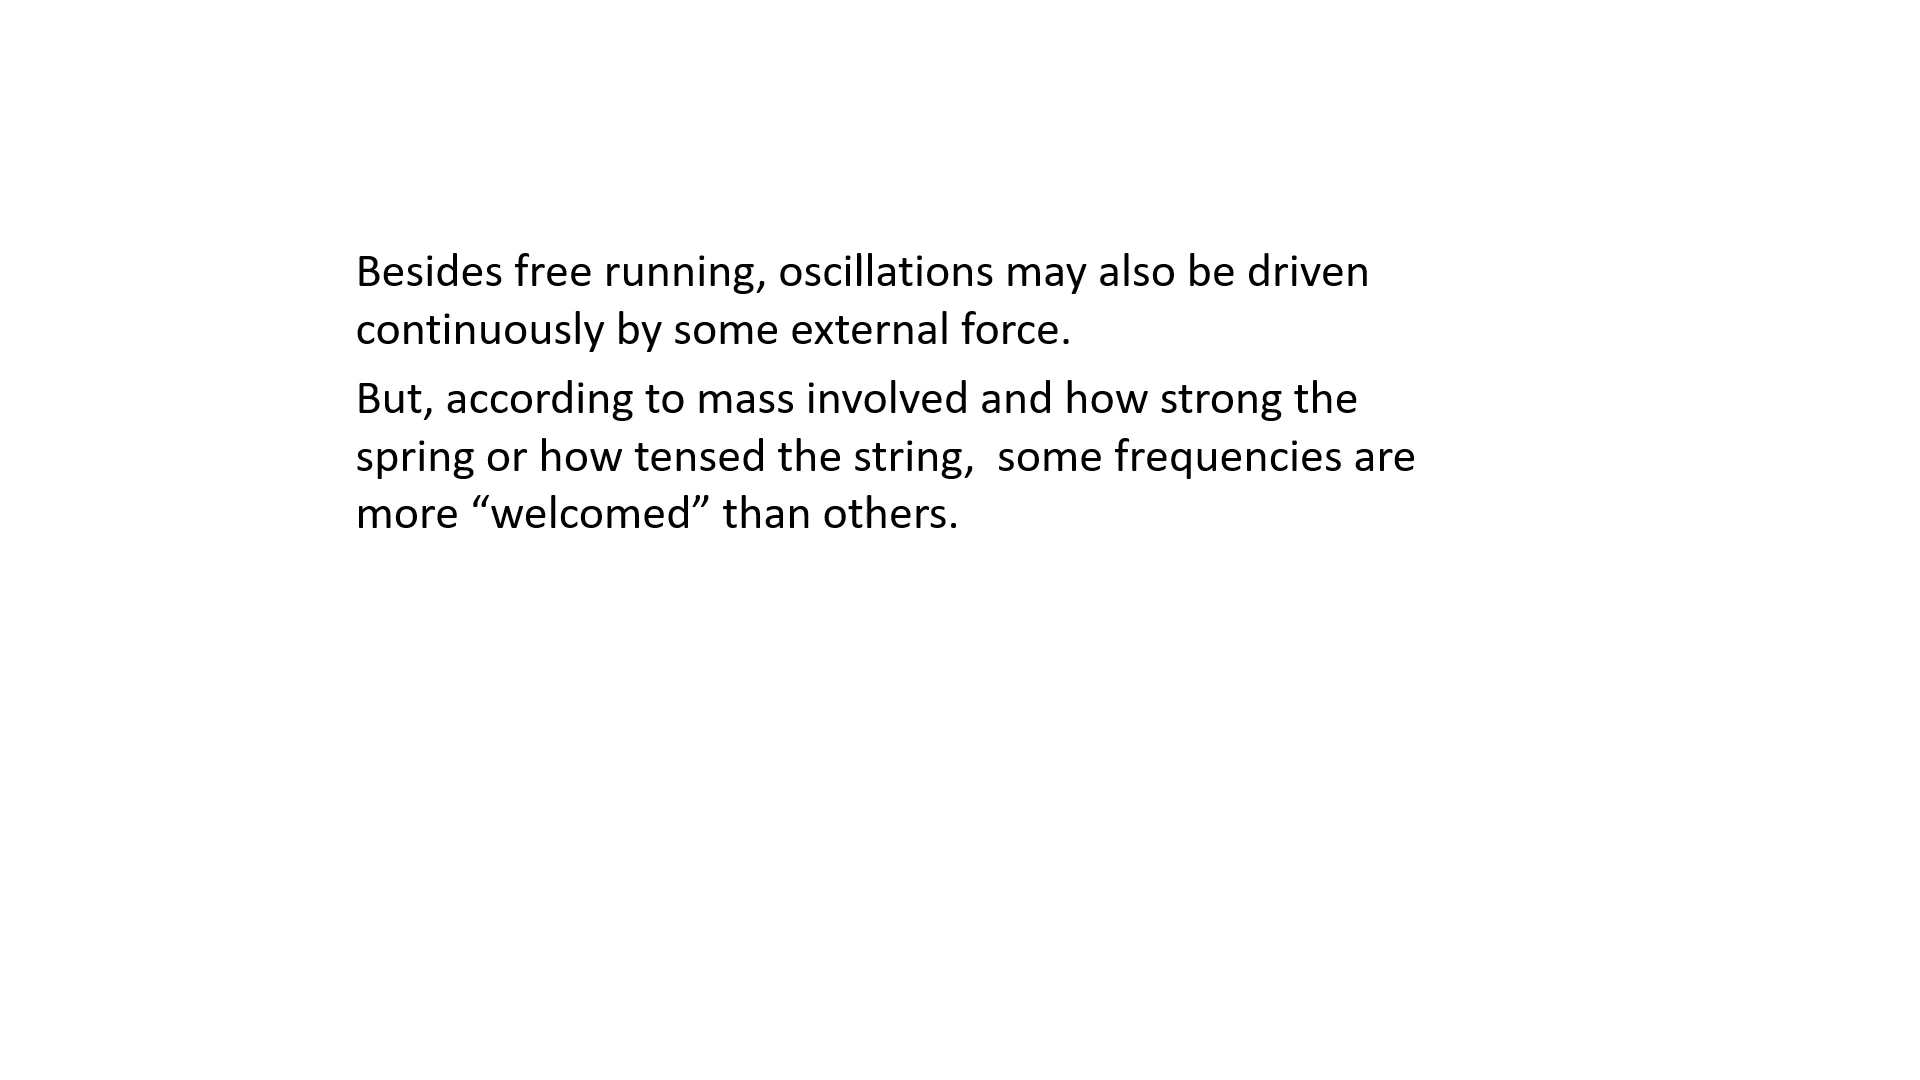 Besides free running, oscillations may also be driven
continuously by some external force.
But, according to mass involved and how strong the
spring or how tensed the string,  some frequencies are
more “welcomed” than others.